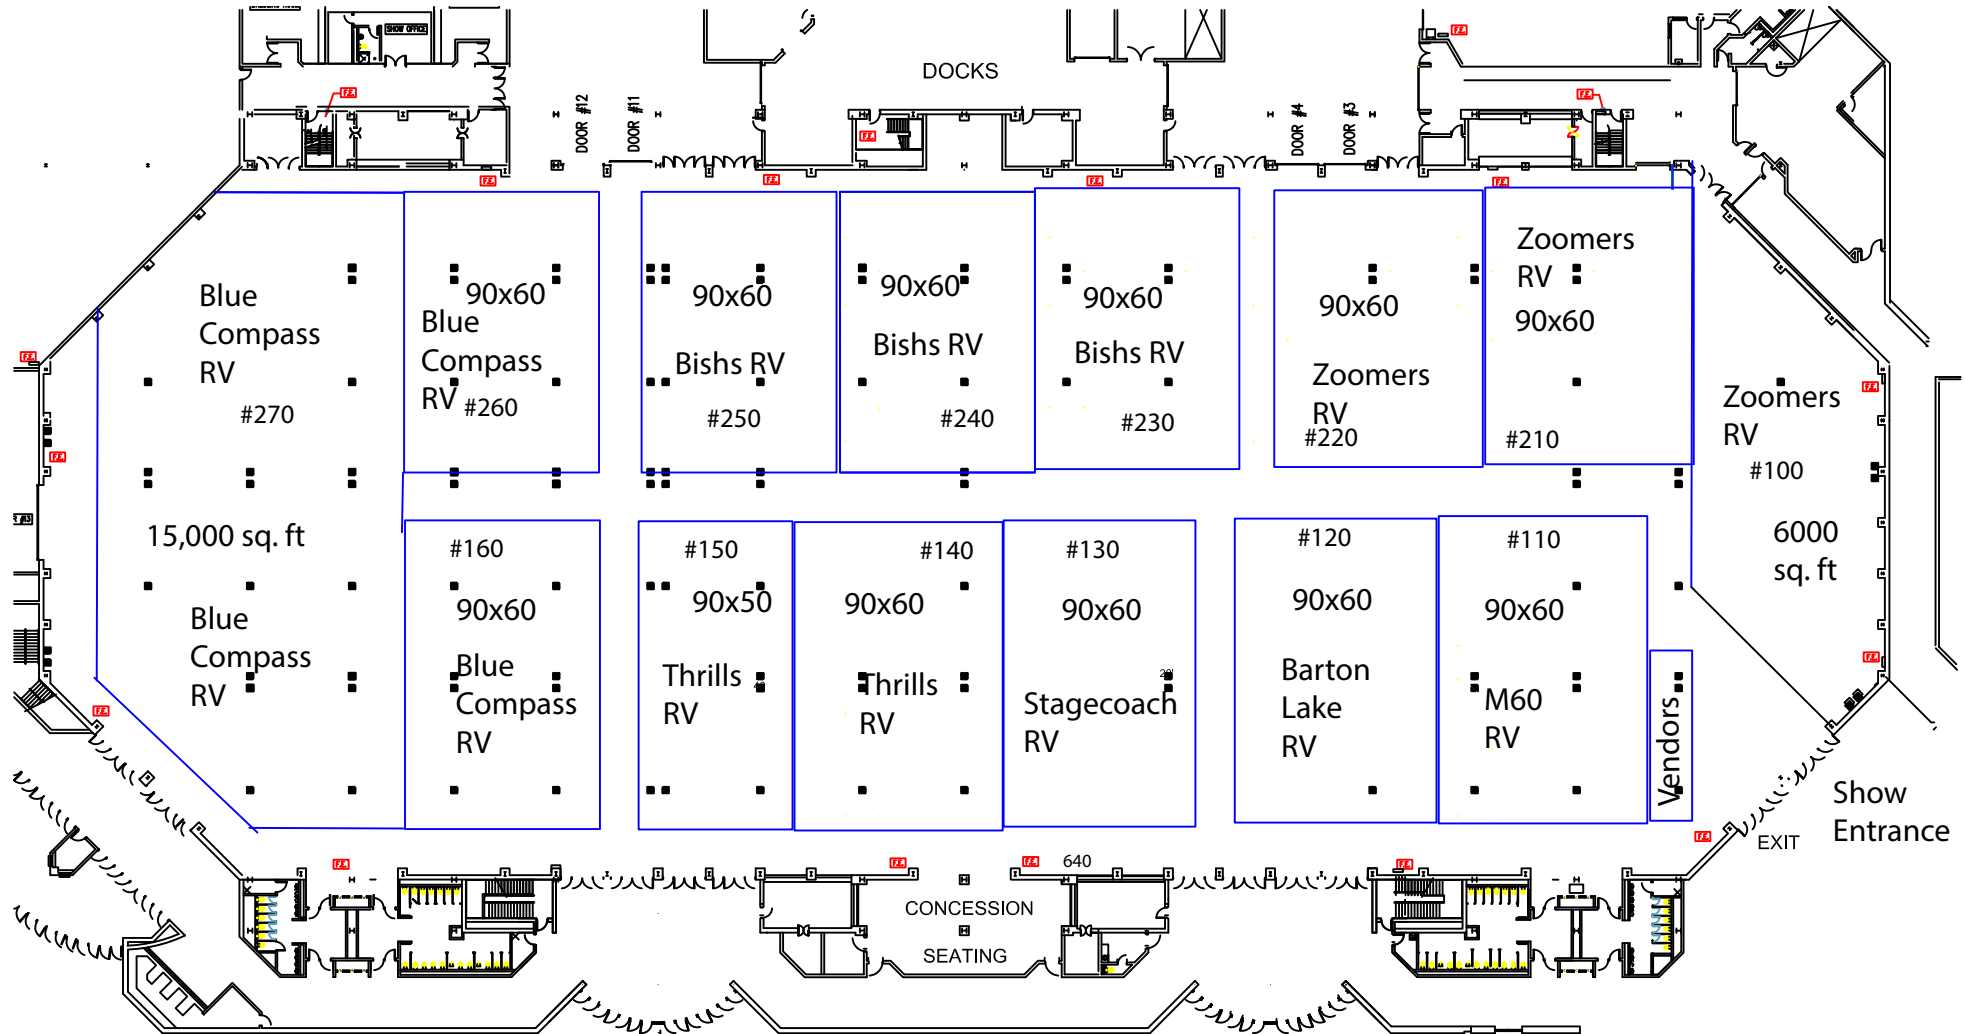 SHOW OFFICE
F.E.
F.E.
F.E.
DOCKS
DOOR #12
DOOR #11
DOOR #4
DOOR #3
F.E.
F.E.
F.E.
F.E.
F.E.
Blue
Compass
RV
#270
90x60
Blue
Compass
RV
#260
90x60
Bishs RV
#250
90x60
Bishs RV
#240
90x60
Bishs RV
#230
90x60
Zoomers
RV
#220
Zoomers
RV
90x60
#210
Zoomers
RV
#100
6000
sq. ft
F.E.
F.E.
F.E.
15,000 sq. ft
Blue
Compass
RV
#160
90x60
Blue
Compass
RV
#150
90x50
Thrills
RV
#140
90x60
Thrills
RV
#130
90x60
Stagecoach
RV
#120
90x60
Barton
Lake
RV
#110
90x60
M60
RV
Vendors
F.E.
F.E.
Show
Entrance
EXIT
F.E.
F.E.
F.E.
F.E.
640
F.E.
CONCESSION
SEATING